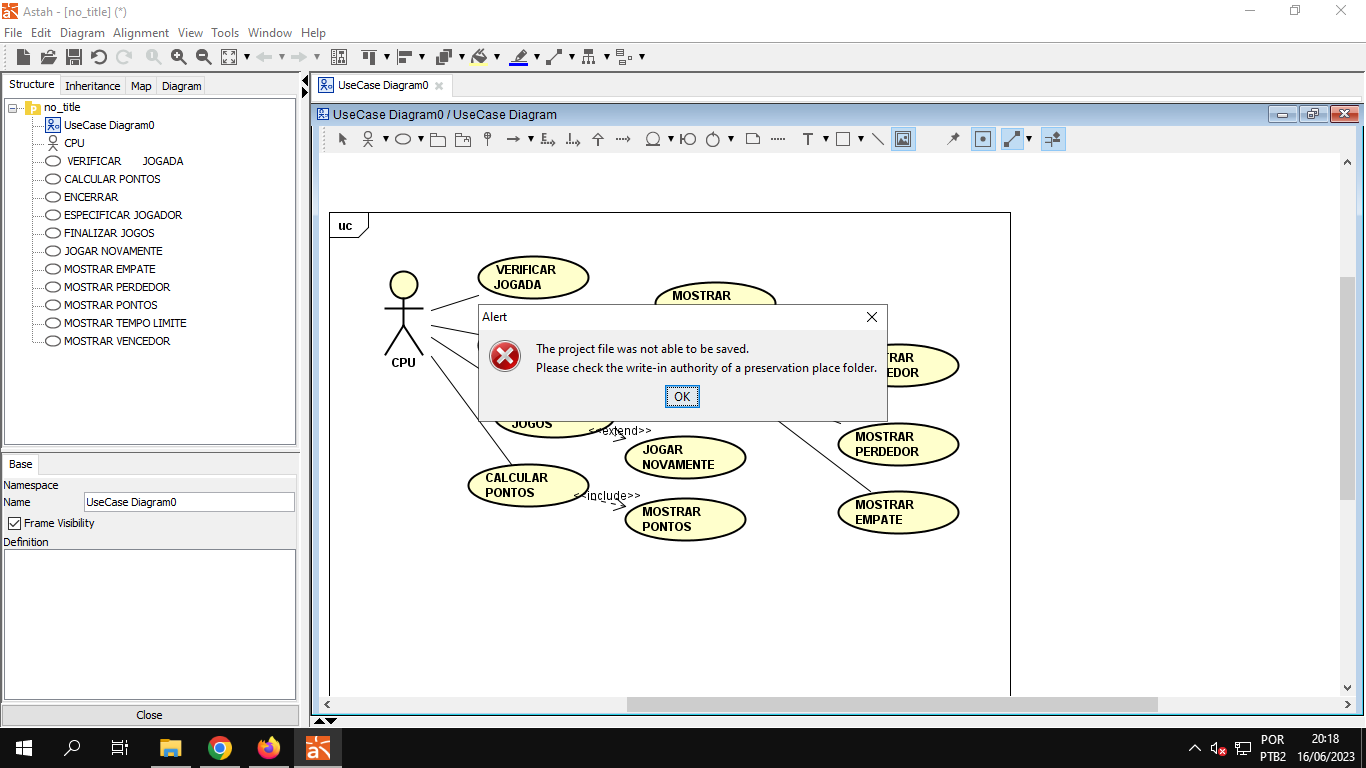 Astah - [no_title] (*)
File Edit Diagram Alignment View Tools Window Help
Structure Inheritance Map Diagram
no_title
UseCase Diagram0
CPU
VERIFICAR JOGADA
CALCULAR PONTOS
ENCERRAR
ESPECIFICAR JOGADOR
FINALIZAR JOGOS
JOGAR NOVAMENTE
MOSTRAR EMPATE
MOSTRAR PERDEDOR
MOSTRAR PONTOS
MOSTRAR TEMPO LIMITE
MOSTRAR VENCEDOR
Base
Namespace
Name UseCase Diagram0
Frame Visibility
Definition
Close
UseCase Diagram0
UseCase Diagram0 / UseCase Diagram
uc
CPU
VERIFICAR
JOGADA
MOSTRAR
Alert
The project file was not able to be saved.
Please check the write-in authority of a preservation place folder.
OK
RAR
EDOR
JOGOS
<<extend>>
JOGAR
NOVAMENTE
MOSTRAR
PERDEDOR
CALCULAR
PONTOS
<<include>>
MOSTRAR
PONTOS
MOSTRAR
EMPATE
POR
PTB2
20:18
16/06/2023